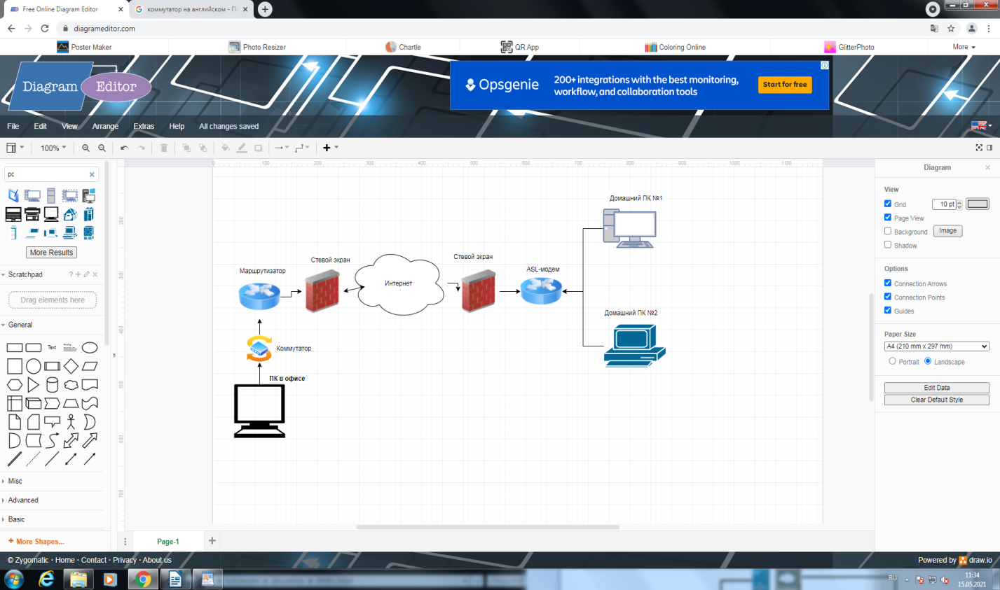 Free Online Diagram Editor
коммутатор на английском - По
diagrameditor.com
Poster Maker
Photo Resizer
Chartle
QR App
Coloring Online
GlitterPhoto
More
Diagram Editor
Opsgenie
200+ integrations with the best monitoring,
workflow, and collaboration tools
Start for free
File Edit View Arrange Extras Help All changes saved
100%
pc
More Results
Scratchpad
Drag elements here
General
Text
Misc
Advanced
Basic
+ More Shapes...
0 100 200 300 400 500 600 700 800 900 1000 1100
200
300
400
500
600
700
Домашний ПК №1
Стевой экран
Стевой экран
Маршрутизатор
Интернет
ASL-модем
Домашний ПК №2
Коммутатор
ПК в офисе
Diagram
View
Grid
10 pt
Page View
Background
Image
Shadow
Options
Connection Arrows
Connection Points
Guides
Paper Size
A4 (210 mm x 297 mm)
Portrait Landscape
Edit Data
Clear Default Style
Page-1
© Zygomatic · Home · Contact · Privacy · About us
Powered by draw.io
RU
11:34
15.05.2021